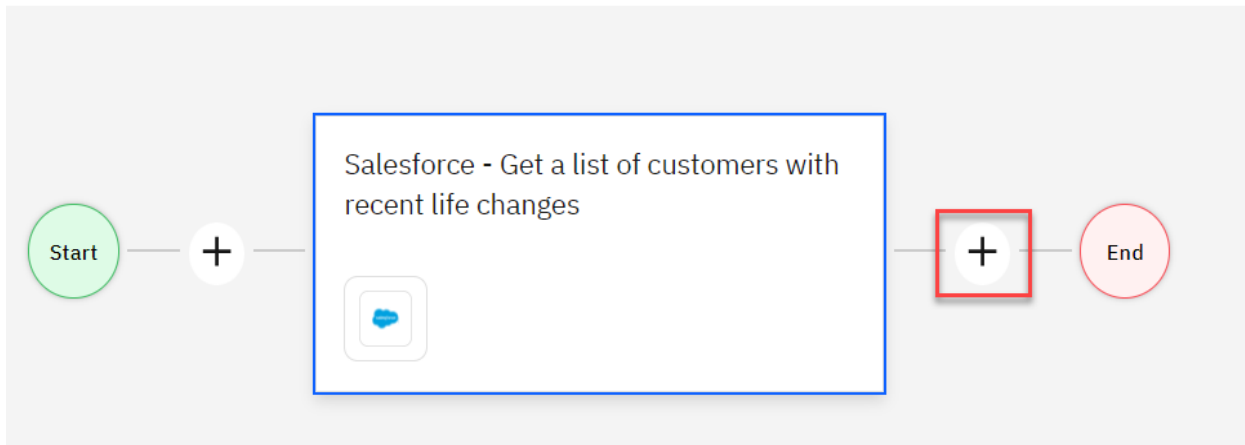 Salesforce - Get a list of customers with
recent life changes
Start
+
+
End